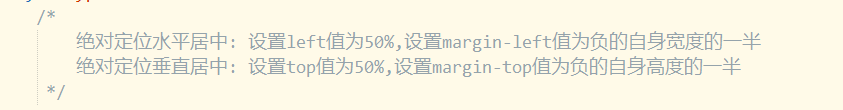 /*
绝对定位水平居中: 设置left值为50%,设置margin-left值为负的自身宽度的一半
绝对定位垂直居中: 设置top值为50%,设置margin-top值为负的自身高度的一半
*/